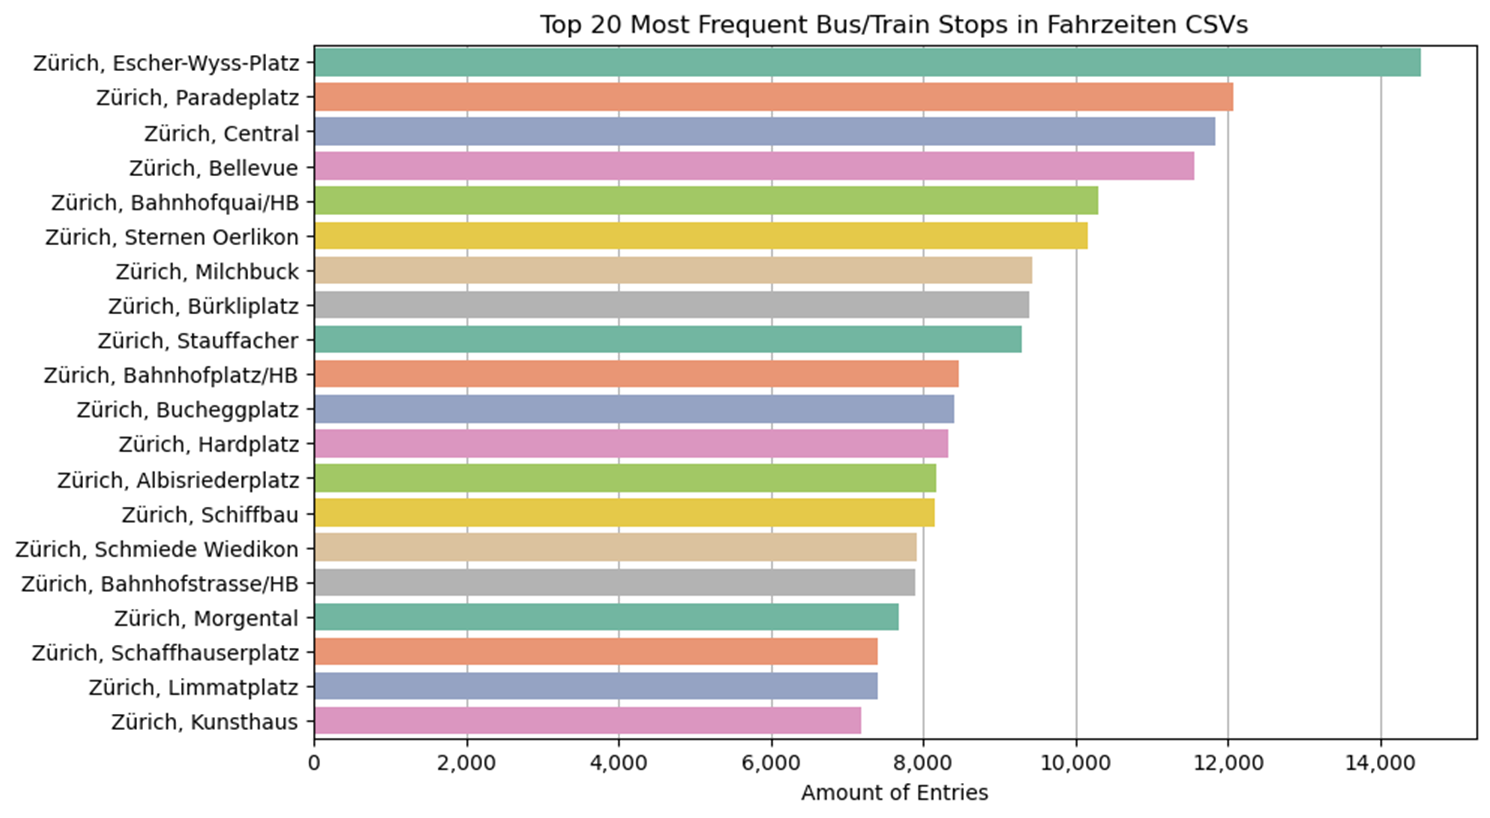 Top 20 Most Frequent Bus/Train Stops in Fahrzeiten CSVs
Zürich, Escher-Wyss-Platz
Zürich, Paradeplatz
Zürich, Central
Zürich, Bellevue
Zürich, Bahnhofquai/HB
Zürich, Sternen Oerlikon
Zürich, Milchbuck
Zürich, Bürkliplatz
Zürich, Stauffacher
Zürich, Bahnhofplatz/HB
Zürich, Bucheggplatz
Zürich, Hardplatz
Zürich, Albisriederplatz
Zürich, Schiffbau
Zürich, Schmiede Wiedikon
Zürich, Bahnhofstrasse/HB
Zürich, Morgental
Zürich, Schaffhauserplatz
Zürich, Limmatplatz
Zürich, Kunsthaus
0 2,000 4,000 6,000 8,000 10,000 12,000 14,000
Amount of Entries